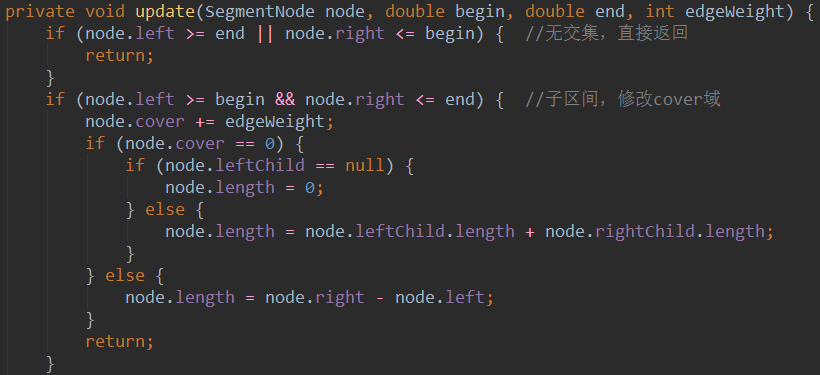 private void update(SegmentNode node, double begin, double end, int edgeWeight) {
    if (node.left >= end || node.right <= begin) {  //无交集，直接返回
        return;
    }
    if (node.left >= begin && node.right <= end) {  //子区间，修改cover域
        node.cover += edgeWeight;
        if (node.cover == 0) {
            if (node.leftChild == null) {
                node.length = 0;
            } else {
                node.length = node.leftChild.length + node.rightChild.length;
            }
        } else {
            node.length = node.right - node.left;
        }
        return;
    }